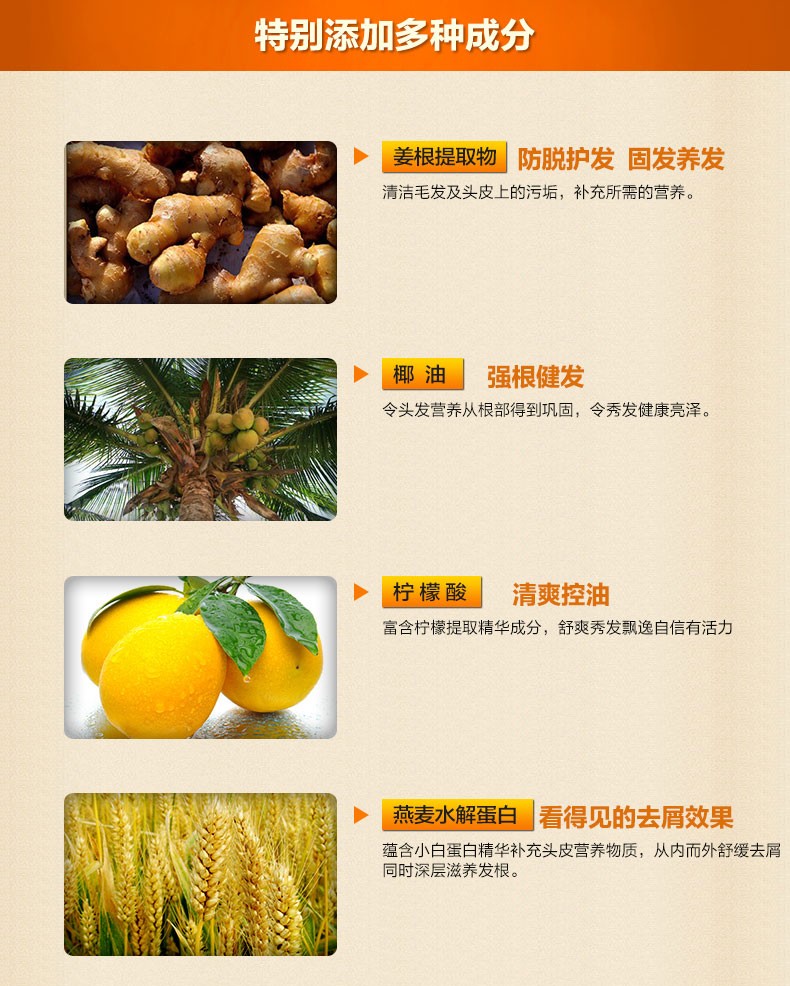 特别添加多种成分
姜根提取物 防脱护发 固发养发
清洁毛发及头皮上的污垢，补充所需的营养。
椰油 强根健发
令头发营养从根部得到巩固，令秀发健康亮泽。
柠檬酸 清爽控油
富含柠檬提取精华成分，舒爽秀发飘逸自信有活力
燕麦水解蛋白 看得见的去屑效果
蕴含小白蛋白精华补充头皮营养物质，从内而外舒缓去屑
同时深层滋养发根。